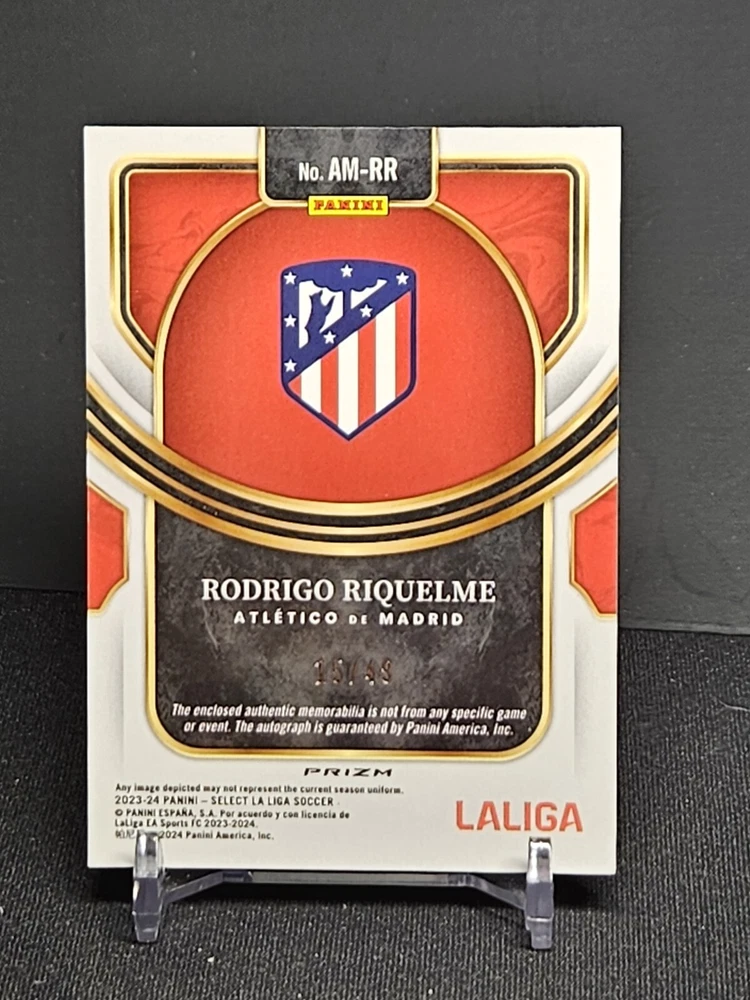 No. AM-RR
PANINI
RODRIGO RIQUELME
ATLÉTICO DE MADRID
The enclosed authentic memorabilia is not from any specific game
or event. The autograph is guaranteed by Panini America, Inc.
PRIZM
Any image depicted may not represent the current season uniform.
2023-24 PANINI – SELECT LA LIGA SOCCER
© PANINI ESPAÑA, S.A. Por acuerdo y con licencia de
LaLiga EA Sports FC 2023-2024.
2024 Panini America, Inc.
LALIGA